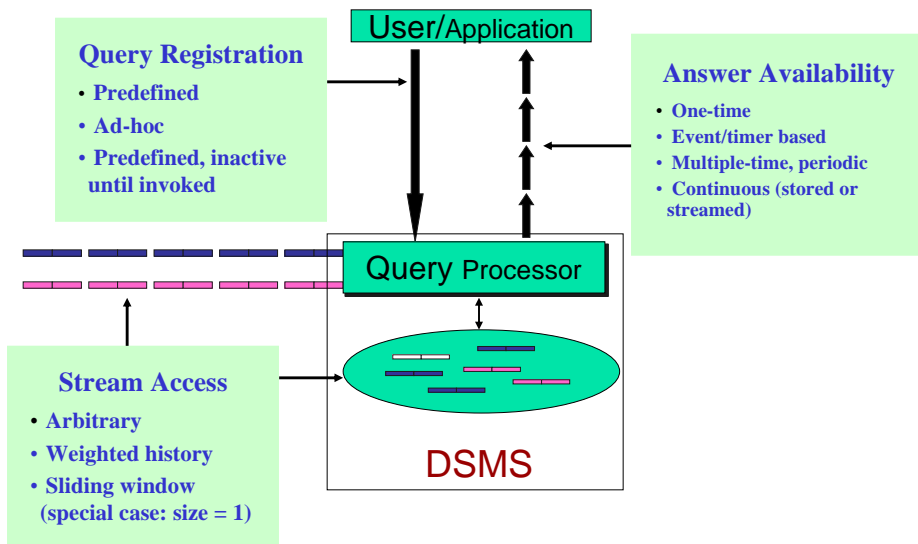 User/Application
Query Registration
• Predefined
• Ad-hoc
• Predefined, inactive
until invoked
Answer Availability
• One-time
• Event/timer based
• Multiple-time, periodic
• Continuous (stored or
streamed)
Query Processor
Stream Access
• Arbitrary
• Weighted history
• Sliding window
(special case: size = 1)
DSMS